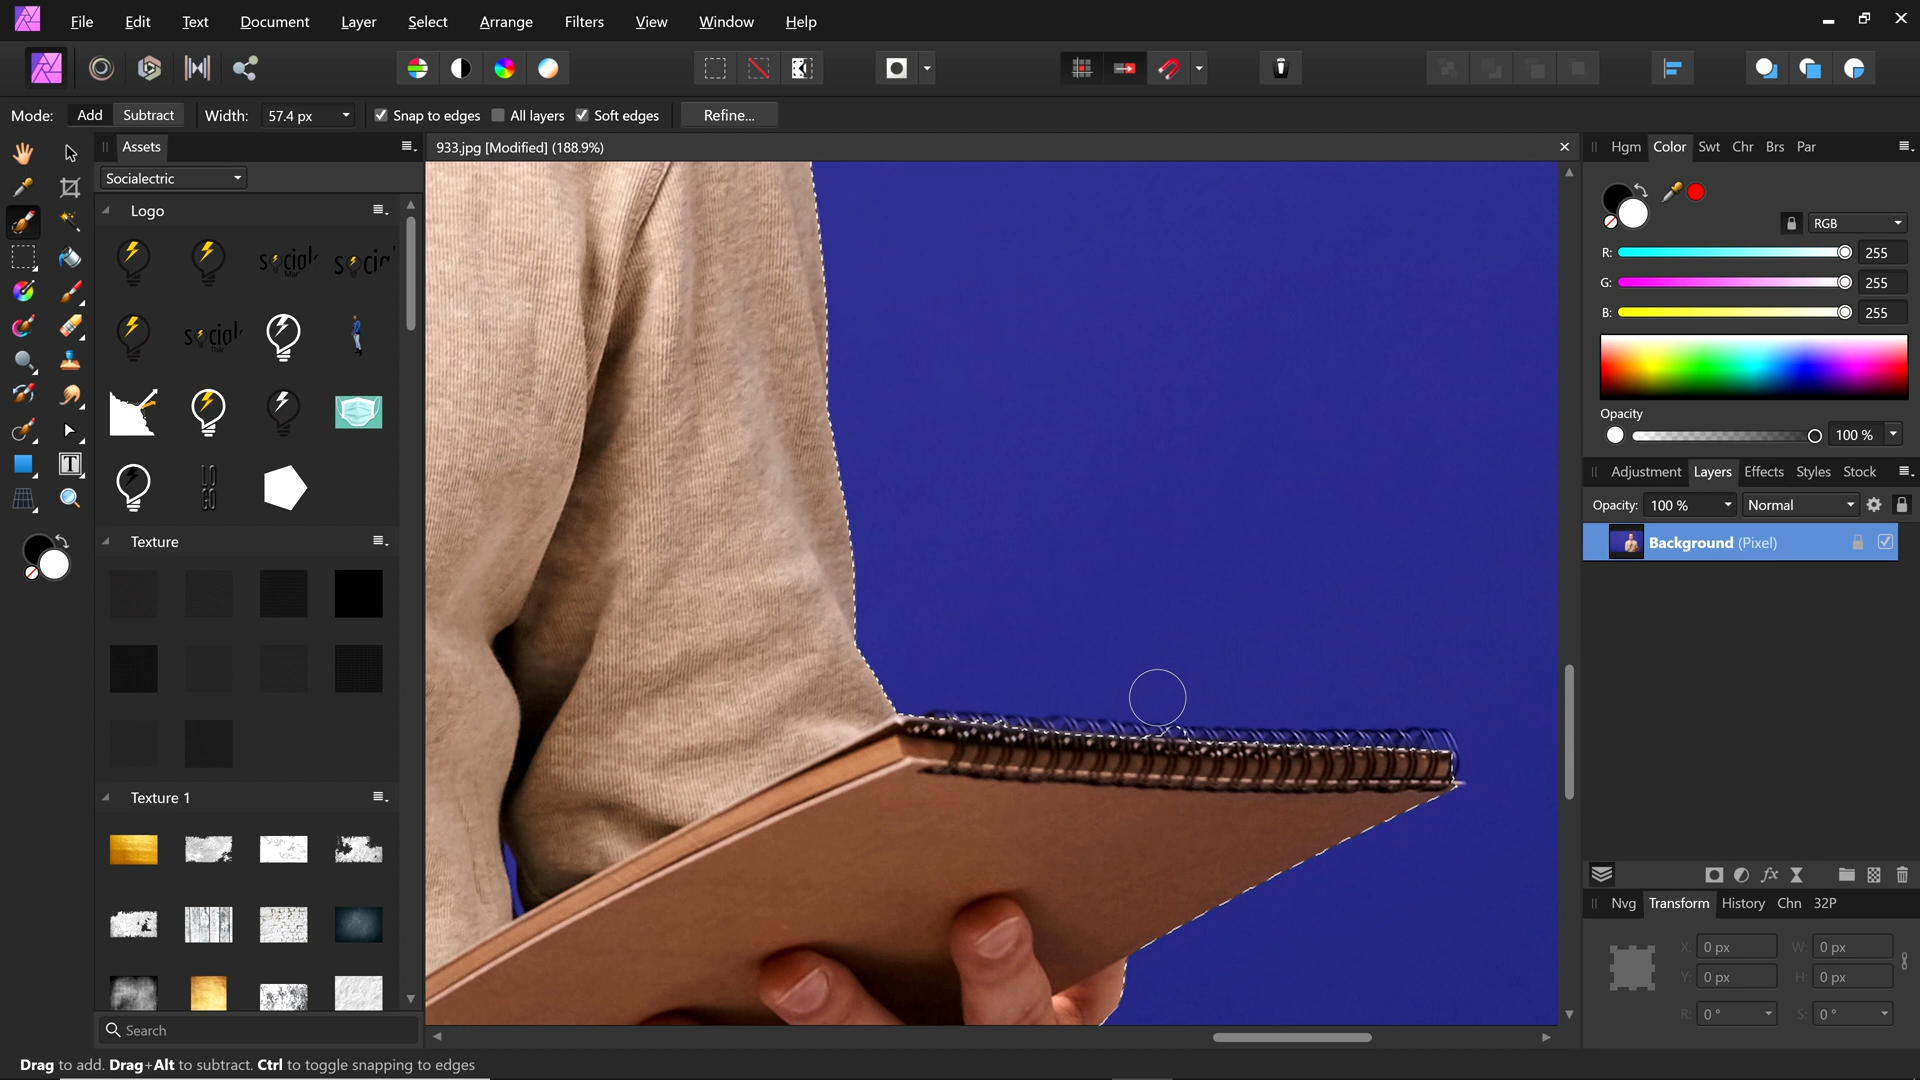 File Edit Text Document Layer Select Arrange Filters View Window Help
Mode: Add Subtract Width: 57.4 px Snap to edges All layers Soft edges Refine...
Assets
933.jpg [Modified] (188.9%)
Hgm Color Swt Chr Brs Par
Socialectric
Logo
RGB
R: 255
G: 255
B: 255
Opacity
100 %
Adjustment Layers Effects Styles Stock
Opacity: 100 % Normal
Background (Pixel)
Texture
Texture 1
Nvg Transform History Chn 32P
X: 0 px W: 0 px
Y: 0 px H: 0 px
R: 0 ° S: 0 °
Search
Drag to add. Drag+Alt to subtract. Ctrl to toggle snapping to edges